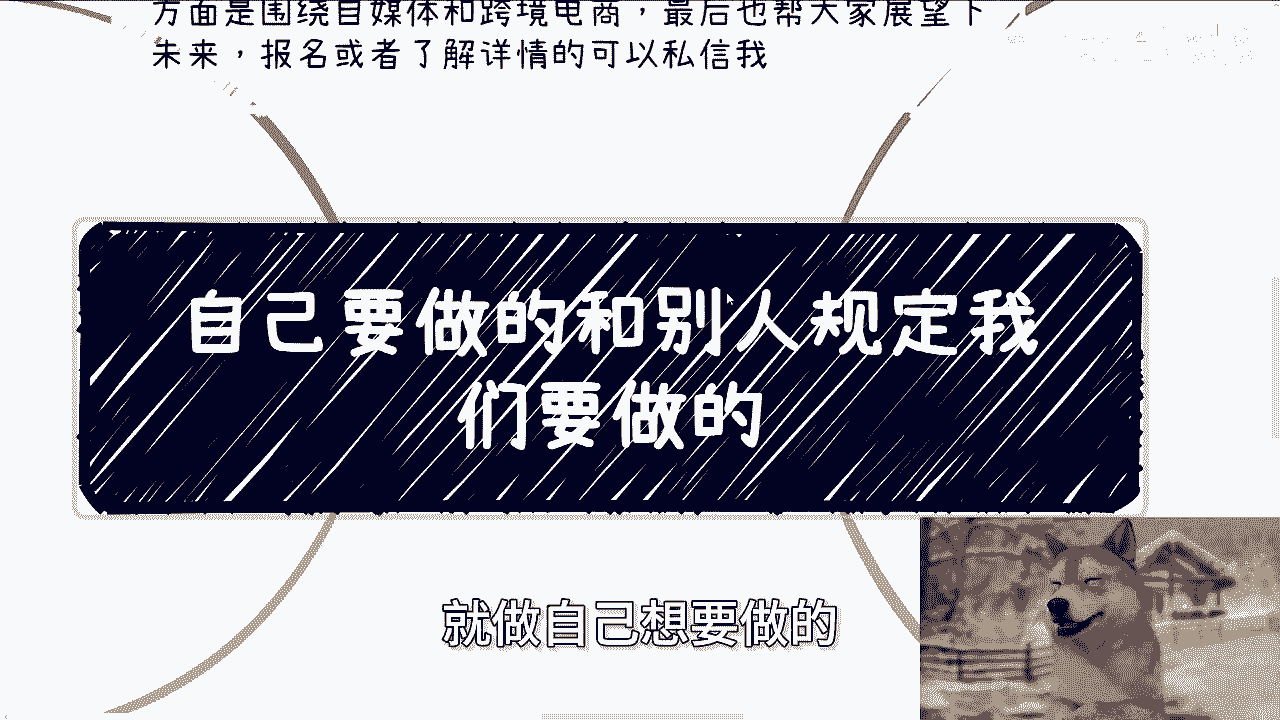 方面是围绕自媒体和跨境电商，最后也帮大家展望下
未来，报名或者了解详情的可以私信我
自己要做的和别人规定我
们要做的
就做自己想要做的